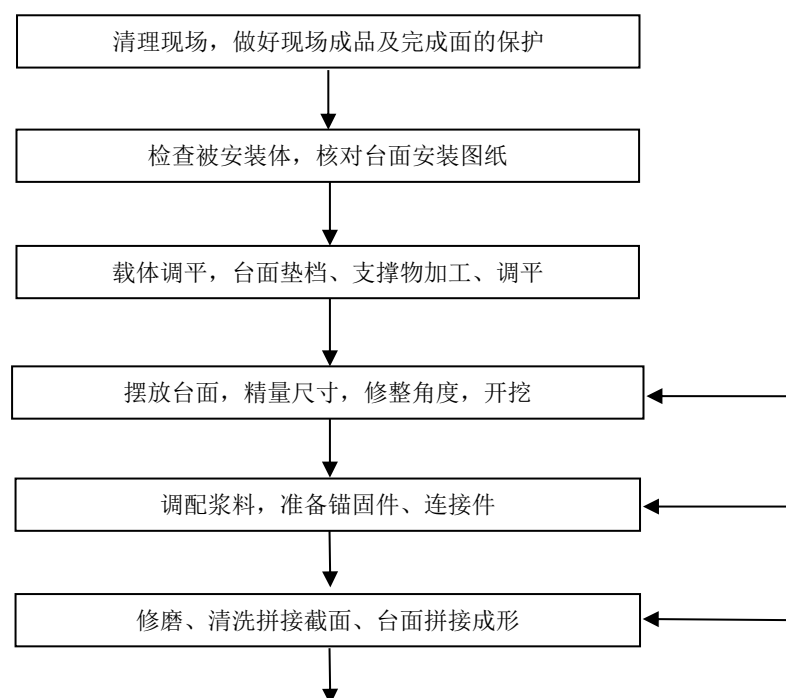 清理现场，做好现场成品及完成面的保护
检查被安装体，核对台面安装图纸
载体调平，台面垫档、支撑物加工、调平
摆放台面，精量尺寸，修整角度，开挖
调配浆料，准备锚固件、连接件
修磨、清洗拼接截面、台面拼接成形